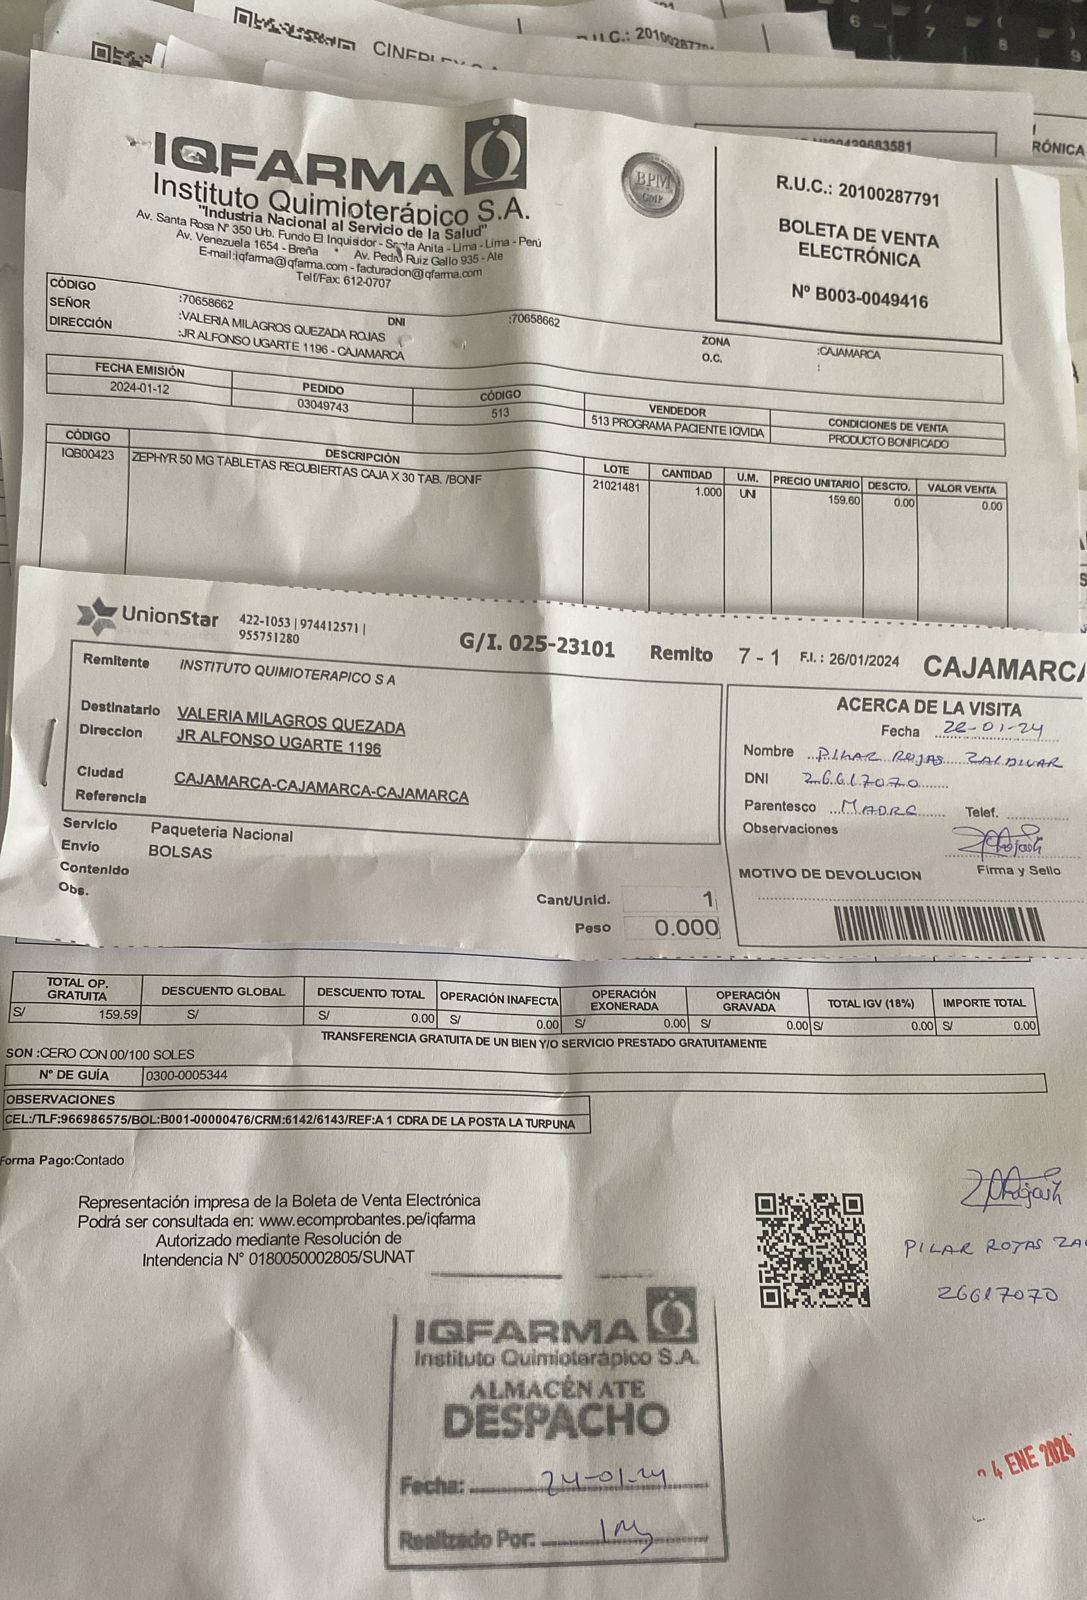 6
7
8
9
CINEPLEX
R.U.C.: 20100287791
RÓNICA
IQFARMA
Instituto Quimioterápico S.A.
"Industria Nacional al Servicio de la Salud"
Av. Santa Rosa Nº 350 Urb. Fundo El Inquisidor - Santa Anita - Lima - Lima - Perú
Av. Venezuela 1654 - Breña Av. Pedro Ruiz Gallo 935 - Ate
E-mail:iqfarma@qfarma.com - facturacion@iqfarma.com
Telf/Fax: 612-0707
BPM
GMP
R.U.C.: 20100287791
BOLETA DE VENTA
ELECTRÓNICA
Nº B003-0049416
CÓDIGO :70658662
SEÑOR :VALERIA MILAGROS QUEZADA ROJAS DNI :70658662
DIRECCIÓN :JR ALFONSO UGARTE 1196 - CAJAMARCA
ZONA :CAJAMARCA
O.C. :
FECHA EMISIÓN PEDIDO CÓDIGO VENDEDOR CONDICIONES DE VENTA
2024-01-12 03049743 513 513 PROGRAMA PACIENTE IQVIDA PRODUCTO BONIFICADO
CÓDIGO DESCRIPCIÓN LOTE CANTIDAD U.M. PRECIO UNITARIO DESCTO. VALOR VENTA
IQB00423 ZEPHYR 50 MG TABLETAS RECUBIERTAS CAJA X 30 TAB. /BONIF 21021481 1.000 UNI 159.60 0.00 0.00
UnionStar 422-1053 | 974412571 |
955751280
G/I. 025-23101 Remito 7 - 1 F.I. : 26/01/2024 CAJAMARCA
Remitente INSTITUTO QUIMIOTERAPICO S A
Destinatario VALERIA MILAGROS QUEZADA
Direccion JR ALFONSO UGARTE 1196
Ciudad CAJAMARCA-CAJAMARCA-CAJAMARCA
Referencia
Servicio Paqueteria Nacional
Envio BOLSAS
Contenido
Obs.
Cant/Unid. 1
Peso 0.000
ACERCA DE LA VISITA
Fecha 28-01-24
Nombre PILAR ROJAS ZALDIVAR
DNI 26617070
Parentesco MADRE Telef.
Observaciones
Firma y Sello
MOTIVO DE DEVOLUCION
TOTAL OP. GRATUITA DESCUENTO GLOBAL DESCUENTO TOTAL OPERACIÓN INAFECTA OPERACIÓN EXONERADA OPERACIÓN GRAVADA TOTAL IGV (18%) IMPORTE TOTAL
S/ 159.59 S/ S/ 0.00 S/ 0.00 S/ 0.00 S/ 0.00 S/ 0.00 S/ 0.00
TRANSFERENCIA GRATUITA DE UN BIEN Y/O SERVICIO PRESTADO GRATUITAMENTE
SON :CERO CON 00/100 SOLES
Nº DE GUÍA 0300-0005344
OBSERVACIONES
CEL:/TLF:966986575/BOL:B001-00000476/CRM:6142/6143/REF:A 1 CDRA DE LA POSTA LA TURPUNA
Forma Pago:Contado
Representación impresa de la Boleta de Venta Electrónica
Podrá ser consultada en: www.ecomprobantes.pe/iqfarma
Autorizado mediante Resolución de
Intendencia N° 0180050002805/SUNAT
PILAR ROJAS ZA
26617070
IQFARMA
Instituto Quimioterápico S.A.
ALMACÉN ATE
DESPACHO
Fecha: 24-01-24
Realizado Por:
4 ENE 2024